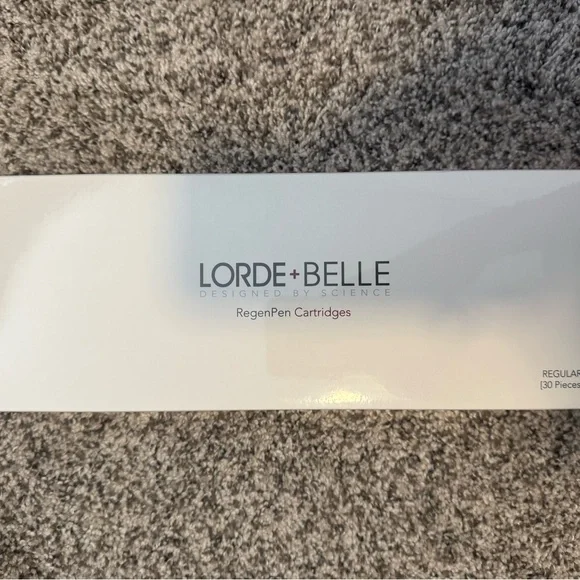 LORDE+BELLE
DESIGNED BY SCIENCE
RegenPen Cartridges
REGULAR
[30 Pieces